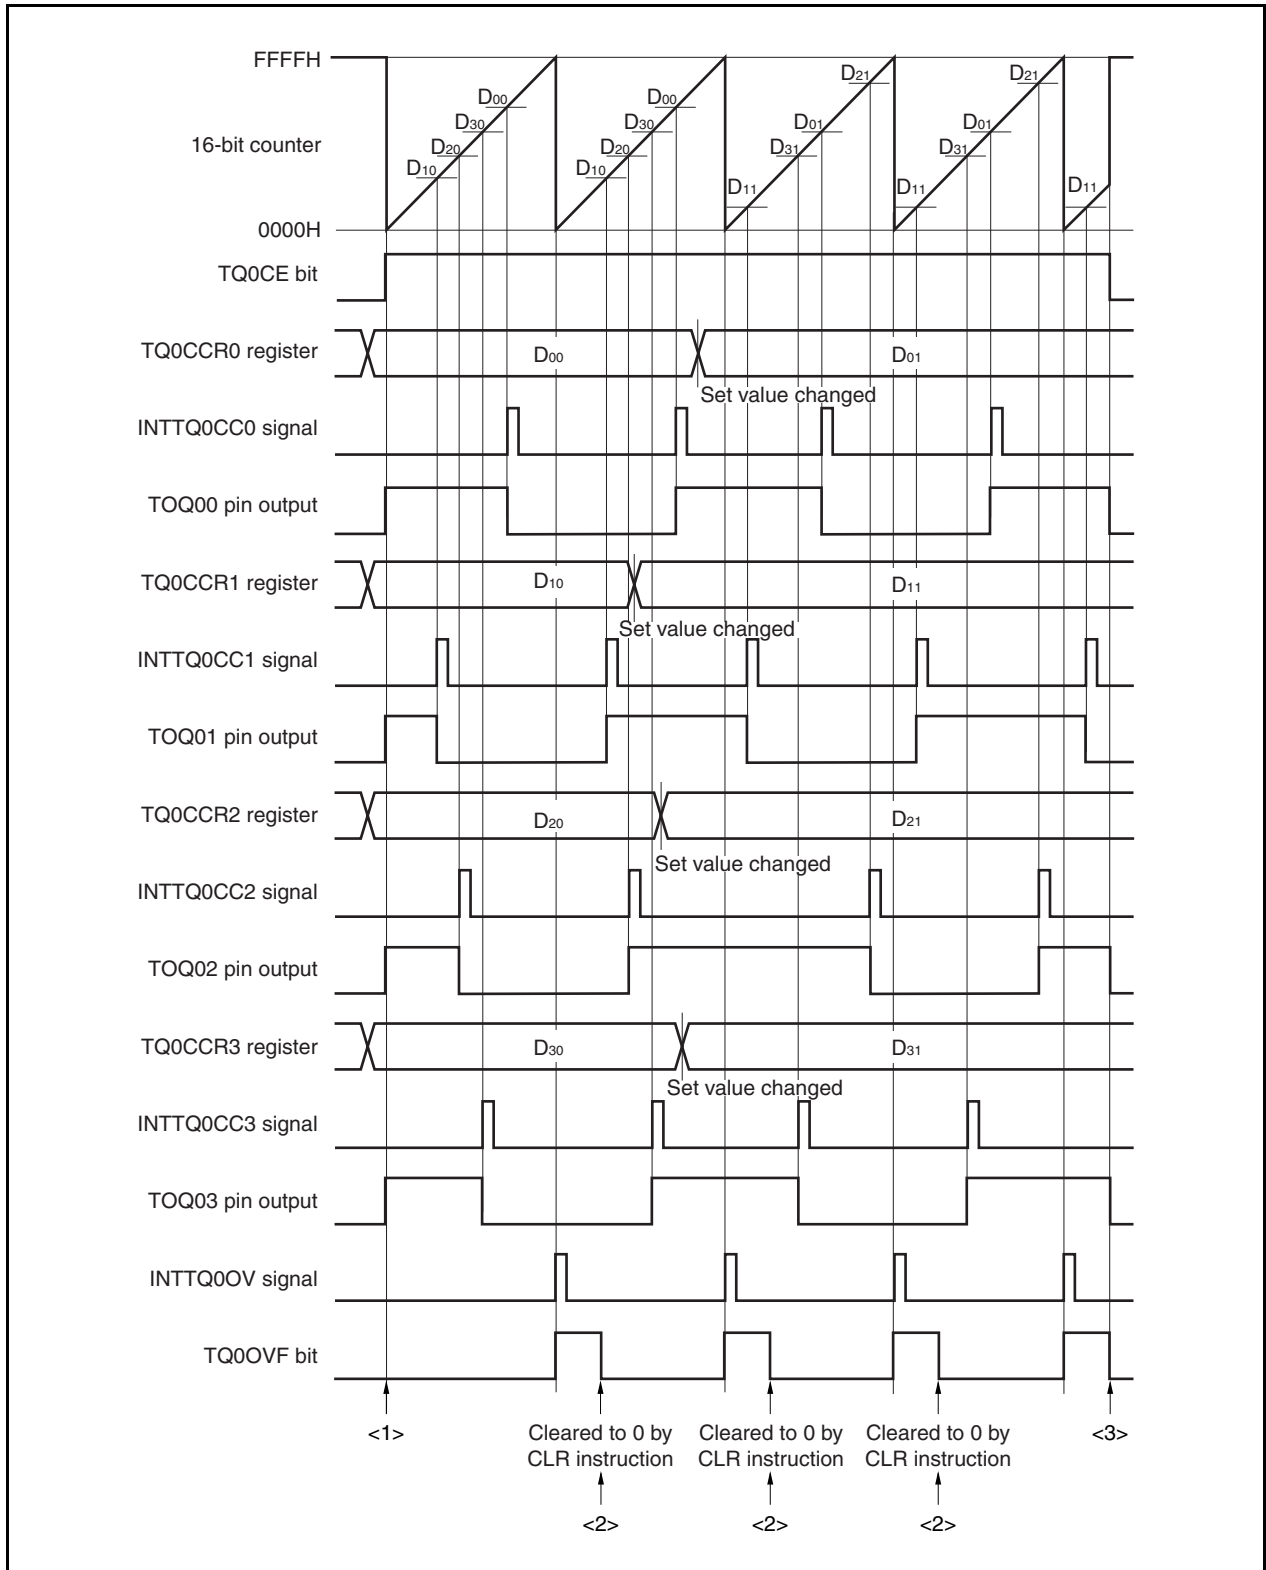 FFFFH
16-bit counter
0000H
D10 D20 D30 D00 D10 D20 D30 D00 D11 D31 D01 D21 D11 D31 D01 D21 D11
TQ0CE bit
TQ0CCR0 register D00 D01
Set value changed
INTTQ0CC0 signal
TOQ00 pin output
TQ0CCR1 register D10 D11
Set value changed
INTTQ0CC1 signal
TOQ01 pin output
TQ0CCR2 register D20 D21
Set value changed
INTTQ0CC2 signal
TOQ02 pin output
TQ0CCR3 register D30 D31
Set value changed
INTTQ0CC3 signal
TOQ03 pin output
INTTQ0OV signal
TQ0OVF bit
<1> Cleared to 0 by Cleared to 0 by Cleared to 0 by <3>
CLR instruction CLR instruction CLR instruction
<2> <2> <2>